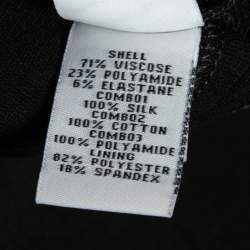 SHELL
71% VISCOSE
23% POLYAMIDE
6% ELASTANE
COMBO1
100% SILK
COMBO2
100% COTTON
COMBO3
100% POLYAMIDE
LINING
82% POLYESTER
18% SPANDEX